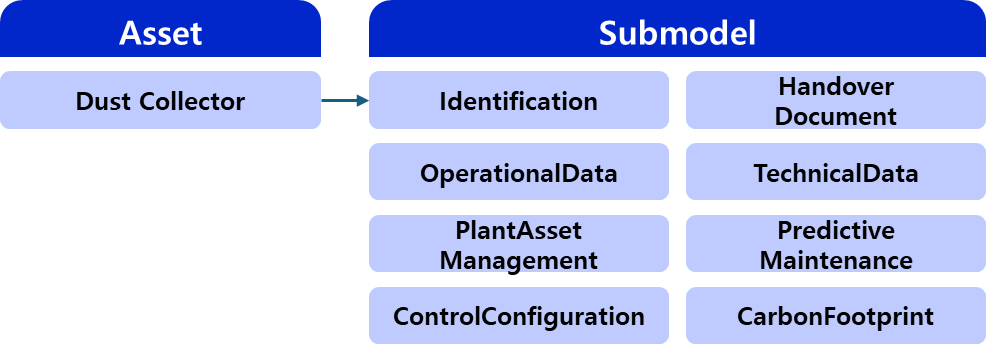 Asset
Submodel
Dust Collector
Identification
Handover
Document
OperationalData
TechnicalData
PlantAsset
Management
Predictive
Maintenance
ControlConfiguration
CarbonFootprint